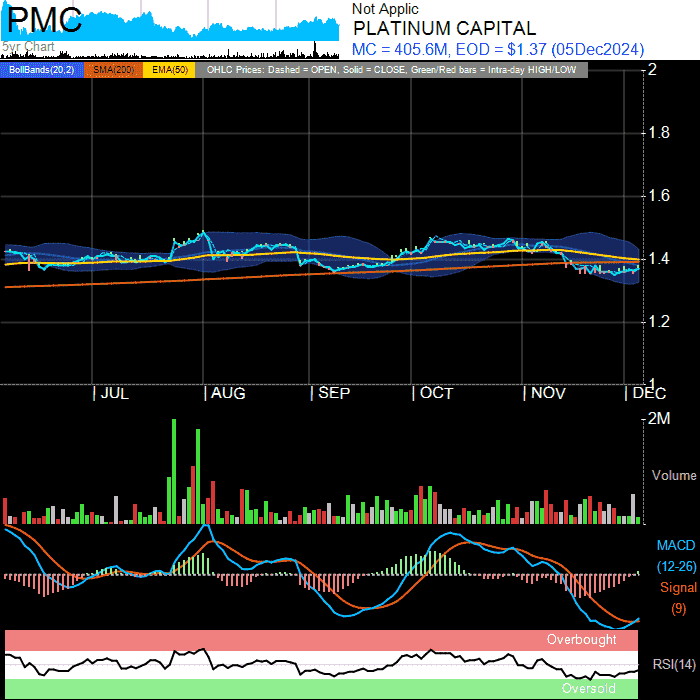 PMC
5yr Chart
Not Applic
PLATINUM CAPITAL
MC = 405.6M, EOD = $1.37 (05Dec2024)
BollBands(20,2) SMA(200) EMA(50) OHLC Prices: Dashed = OPEN, Solid = CLOSE, Green/Red bars = Intra-day HIGH/LOW
2
1.8
1.6
1.4
1.2
1
| JUL | AUG | SEP | OCT | NOV | DEC
2M
Volume
MACD
(12-26)
Signal
(9)
Overbought
RSI(14)
Oversold